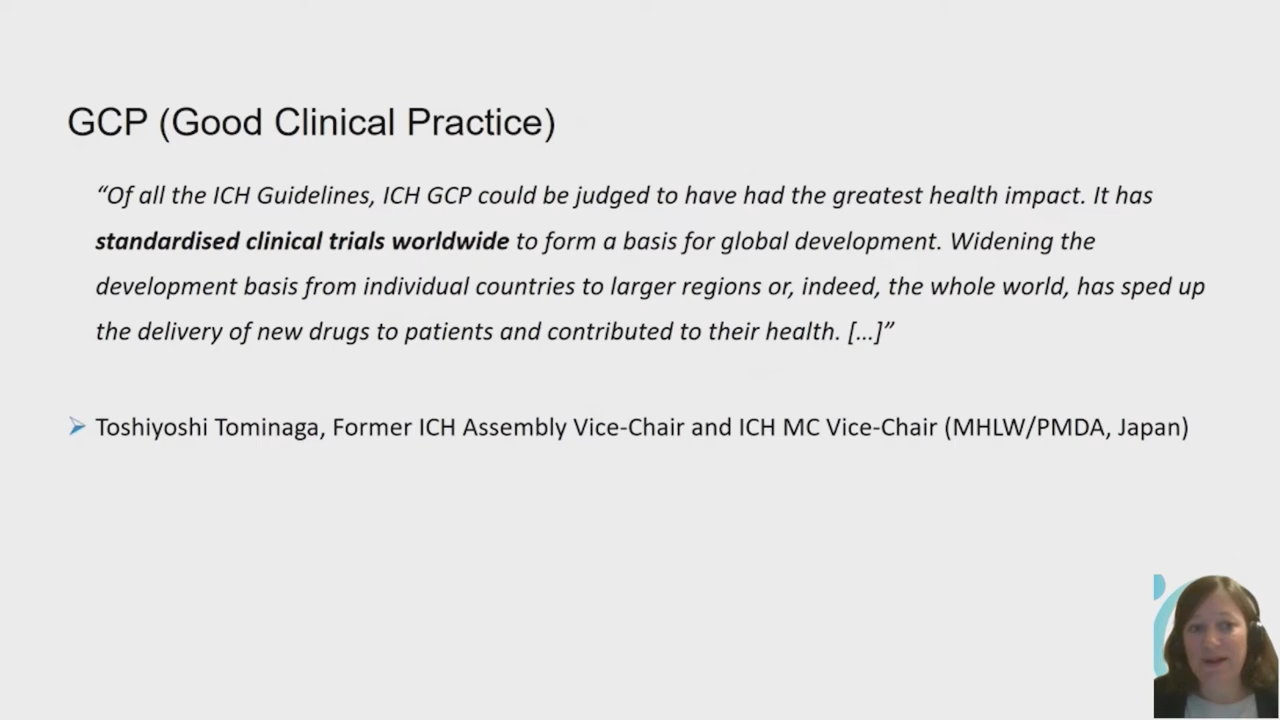 GCP (Good Clinical Practice)
“Of all the ICH Guidelines, ICH GCP could be judged to have had the greatest health impact. It has
standardised clinical trials worldwide to form a basis for global development. Widening the
development basis from individual countries to larger regions or, indeed, the whole world, has sped up
the delivery of new drugs to patients and contributed to their health. […]”
Toshiyoshi Tominaga, Former ICH Assembly Vice-Chair and ICH MC Vice-Chair (MHLW/PMDA, Japan)